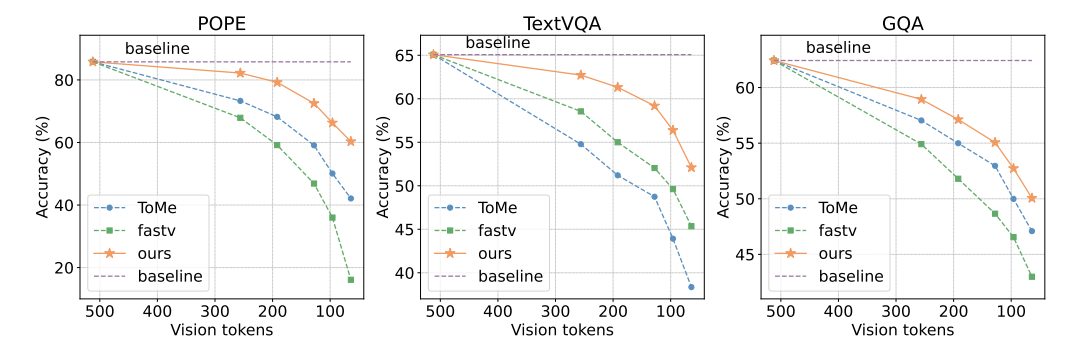 POPE
baseline
80
60
40
20
Accuracy (%)
ToMe
fastv
ours
baseline
500 400 300 200 100
Vision tokens
TextVQA
baseline
65
60
55
50
45
40
Accuracy (%)
ToMe
fastv
ours
baseline
500 400 300 200 100
Vision tokens
GQA
baseline
60
55
50
45
Accuracy (%)
ToMe
fastv
ours
baseline
500 400 300 200 100
Vision tokens